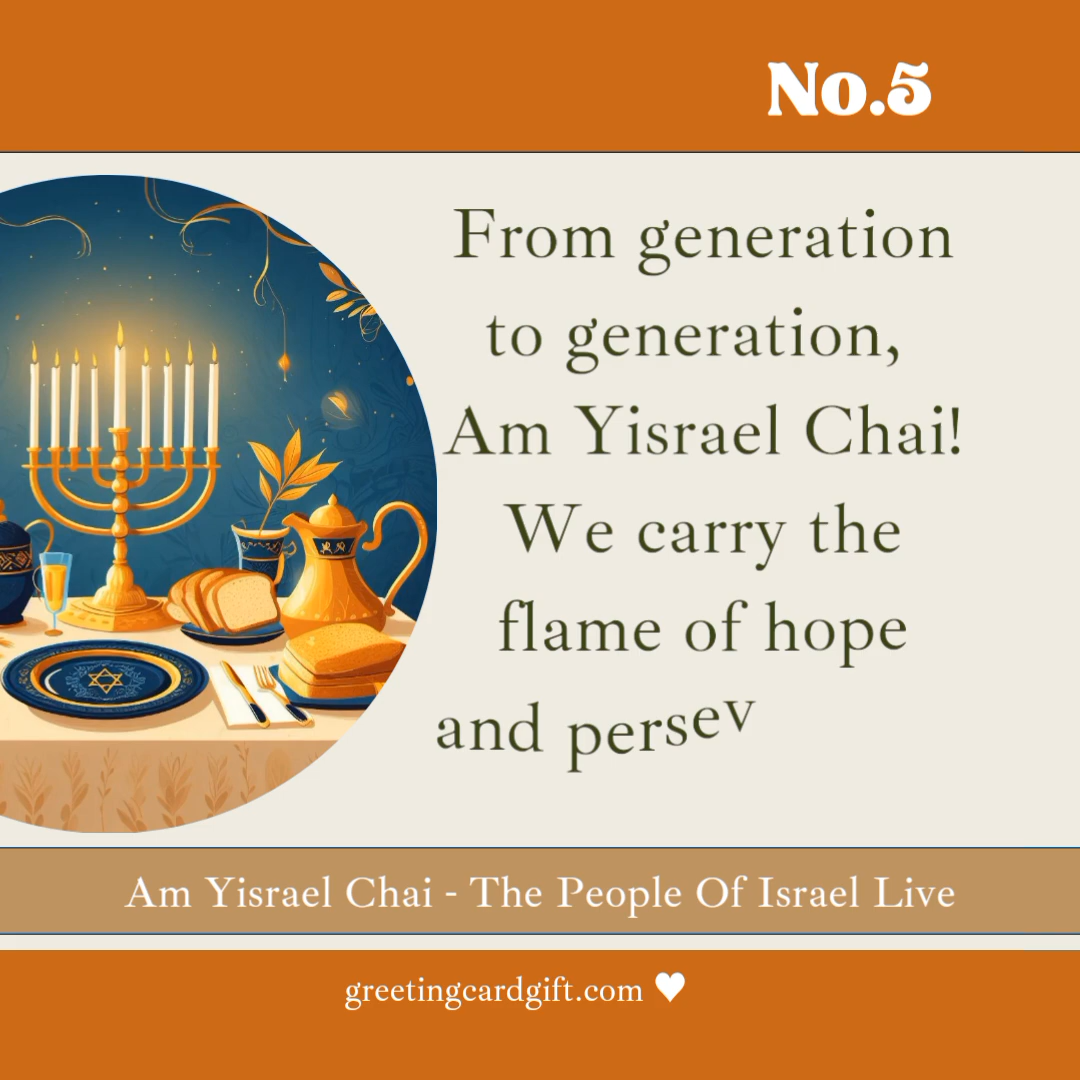 No.5
From generation
to generation,
Am Yisrael Chai!
We carry the
flame of hope
and persev
Am Yisrael Chai - The People Of Israel Live
greetingcardgift.com ♥